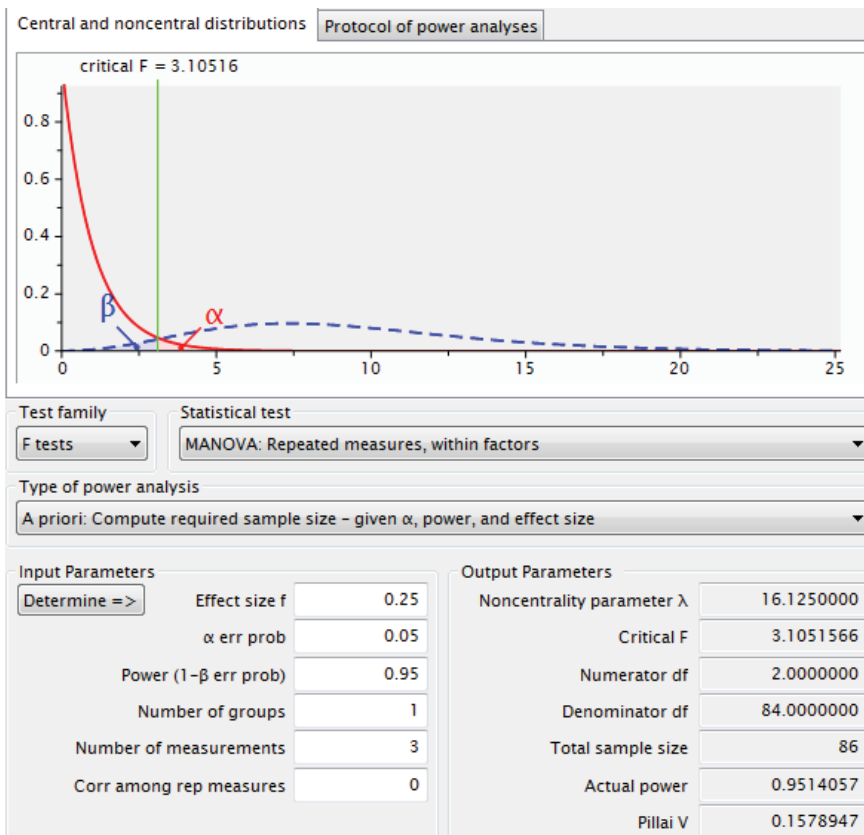 Central and noncentral distributions Protocol of power analyses
critical F = 3.10516
0.8
0.6
0.4
0.2
β α
0
0 5 10 15 20 25
Test family Statistical test
F tests MANOVA: Repeated measures, within factors
Type of power analysis
A priori: Compute required sample size – given α, power, and effect size
Input Parameters Output Parameters
Determine => Effect size f 0.25 Noncentrality parameter λ 16.1250000
α err prob 0.05 Critical F 3.1051566
Power (1-β err prob) 0.95 Numerator df 2.0000000
Number of groups 1 Denominator df 84.0000000
Number of measurements 3 Total sample size 86
Corr among rep measures 0 Actual power 0.9514057
Pillai V 0.1578947